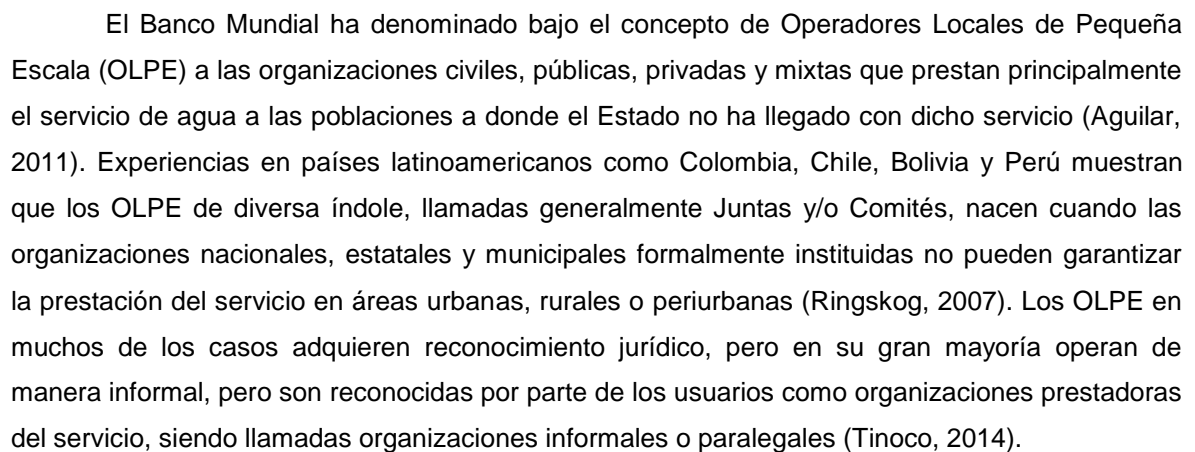 El Banco Mundial ha denominado bajo el concepto de Operadores Locales de Pequeña
Escala (OLPE) a las organizaciones civiles, públicas, privadas y mixtas que prestan principalmente
el servicio de agua a las poblaciones a donde el Estado no ha llegado con dicho servicio (Aguilar,
2011). Experiencias en países latinoamericanos como Colombia, Chile, Bolivia y Perú muestran
que los OLPE de diversa índole, llamadas generalmente Juntas y/o Comités, nacen cuando las
organizaciones nacionales, estatales y municipales formalmente instituidas no pueden garantizar
la prestación del servicio en áreas urbanas, rurales o periurbanas (Ringskog, 2007). Los OLPE en
muchos de los casos adquieren reconocimiento jurídico, pero en su gran mayoría operan de
manera informal, pero son reconocidas por parte de los usuarios como organizaciones prestadoras
del servicio, siendo llamadas organizaciones informales o paralegales (Tinoco, 2014).